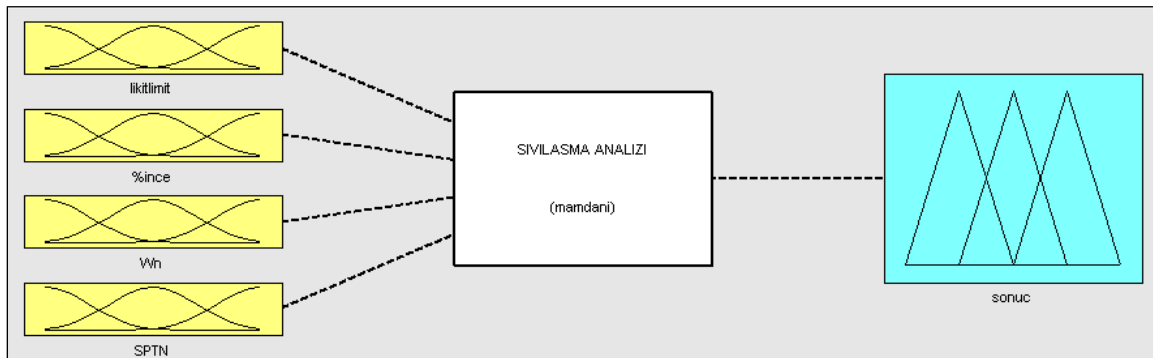 likitlimit
%ince
Wn
SPTN
SIVILASMA ANALIZI
(mamdani)
sonuc